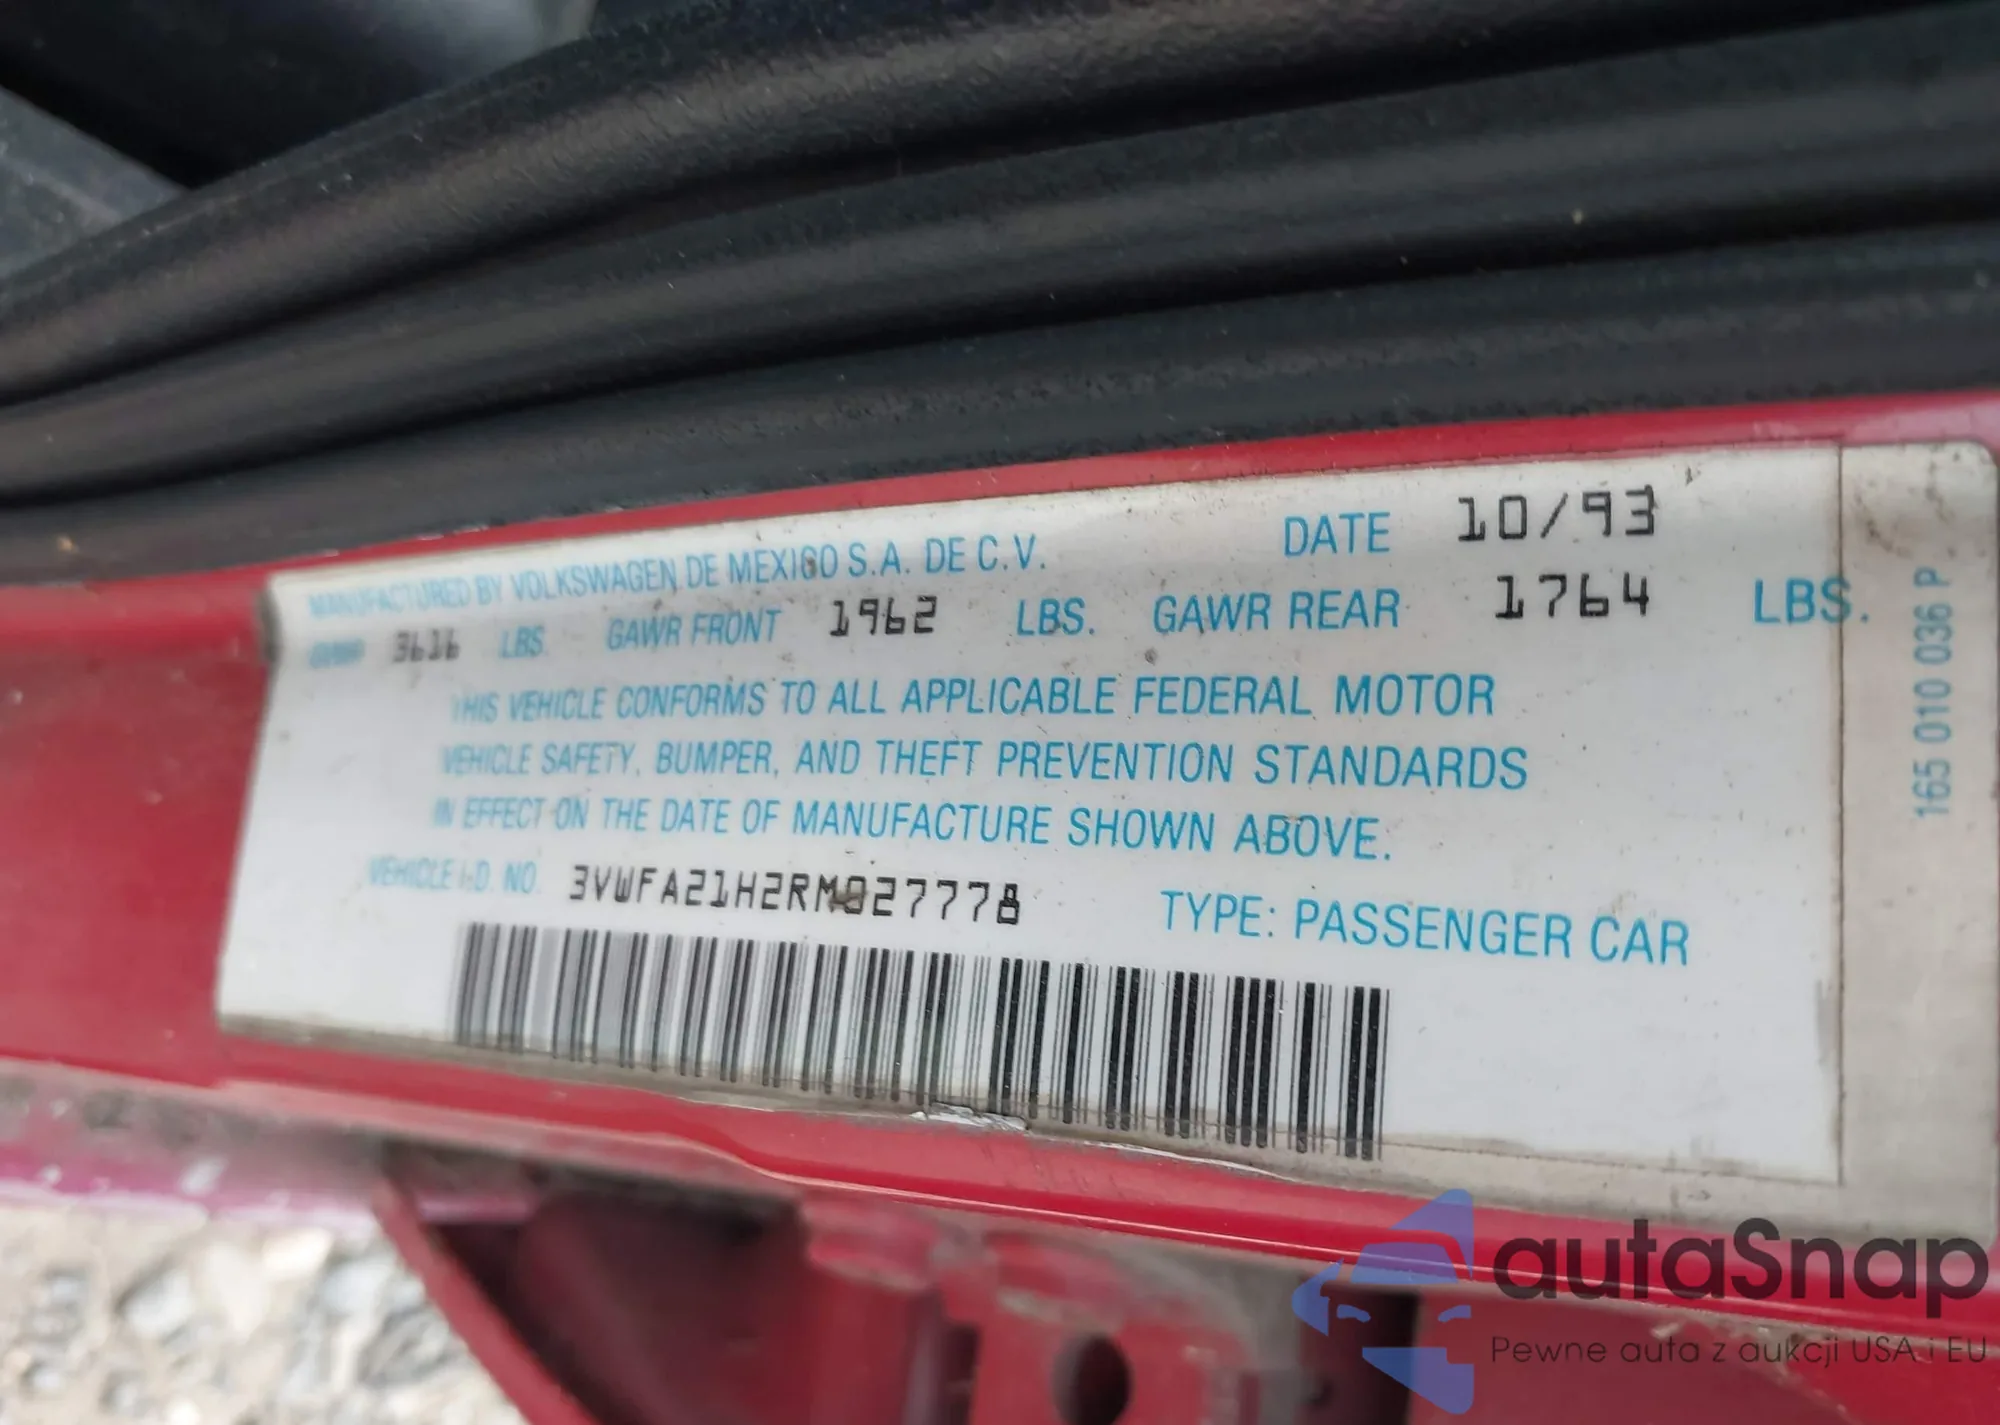 MANUFACTURED BY VOLKSWAGEN DE MEXICO S.A. DE C.V. DATE 10/93
GVWR 3616 LBS. GAWR FRONT 1962 LBS. GAWR REAR 1764 LBS.
THIS VEHICLE CONFORMS TO ALL APPLICABLE FEDERAL MOTOR
VEHICLE SAFETY, BUMPER, AND THEFT PREVENTION STANDARDS
IN EFFECT ON THE DATE OF MANUFACTURE SHOWN ABOVE.
VEHICLE I.D. NO. 3VWFA21H2RM027778 TYPE: PASSENGER CAR
165 010 036 P
autaSnap
Pewne auta z aukcji USA i EU